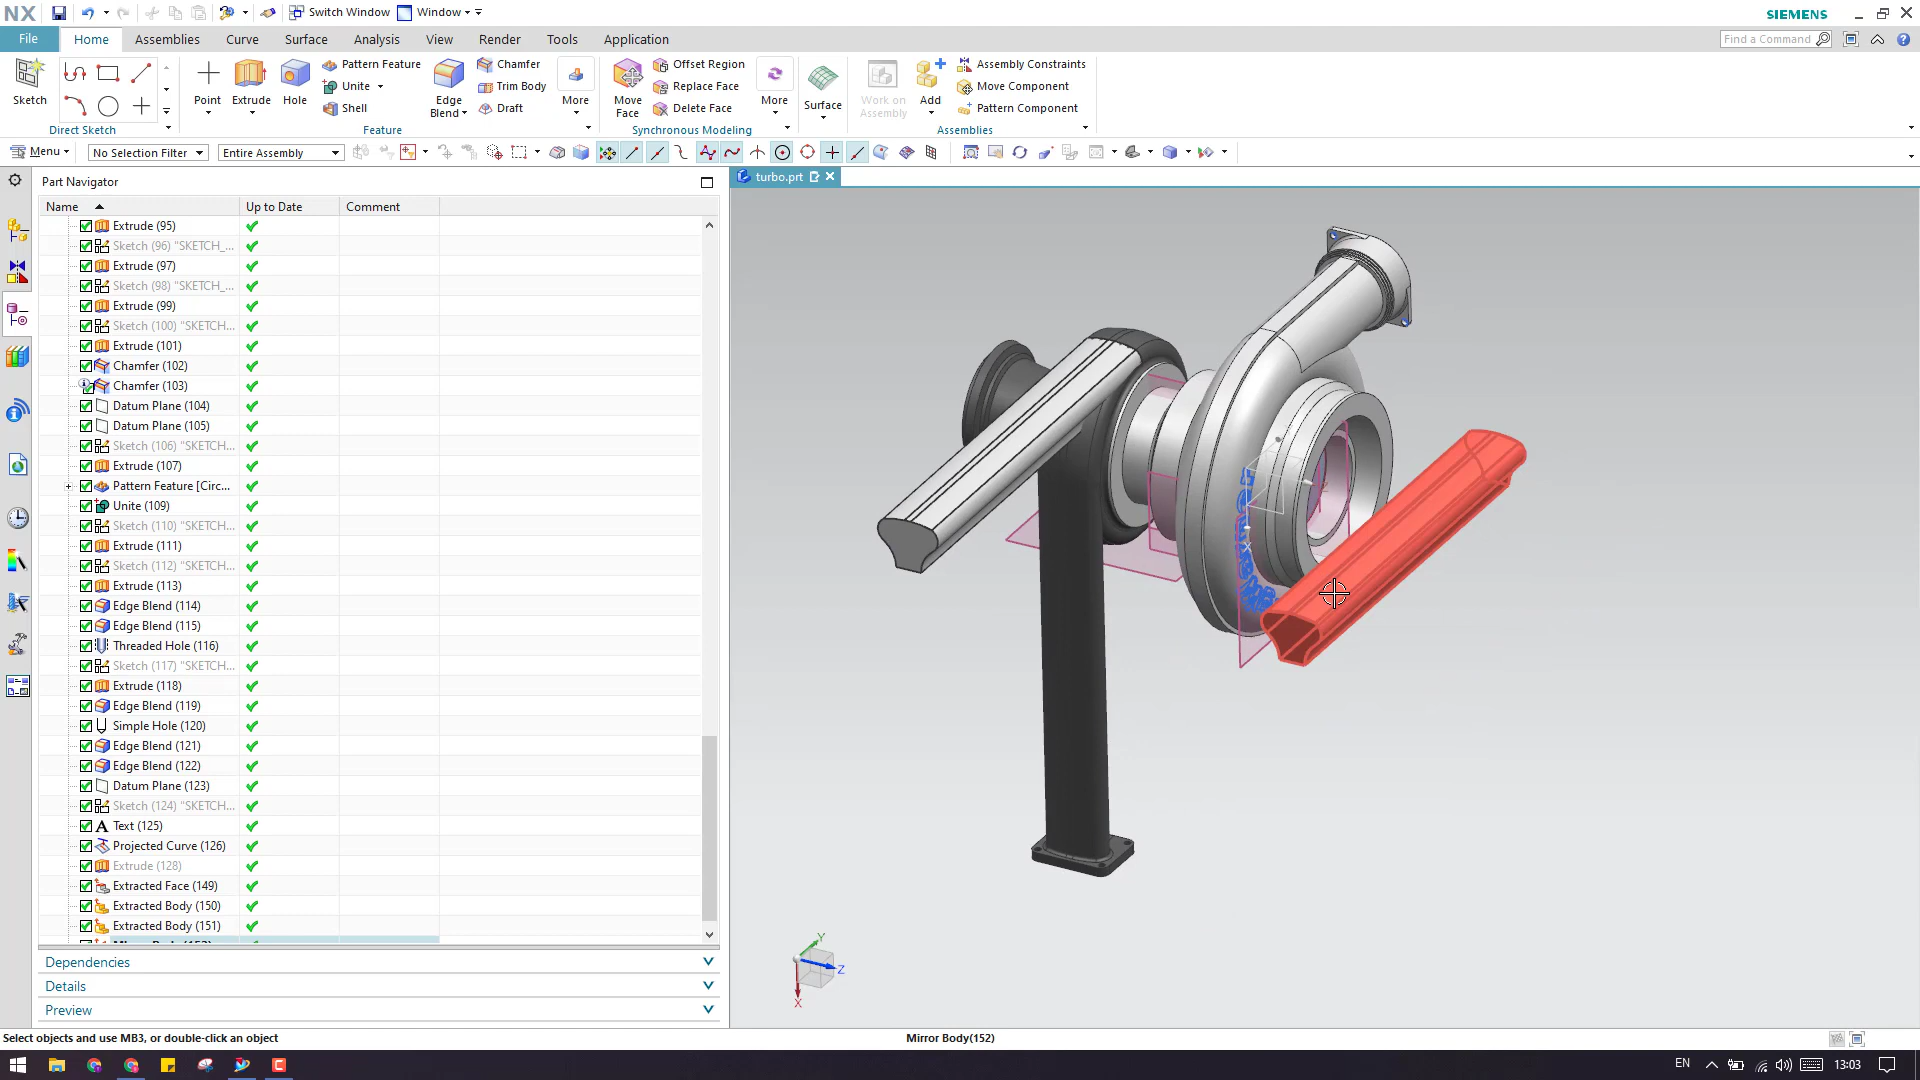 NX
Switch Window
Window
SIEMENS
File
Home
Assemblies
Curve
Surface
Analysis
View
Render
Tools
Application
Find a Command
Sketch
Direct Sketch
Point
Extrude
Hole
Pattern Feature
Unite
Shell
Edge
Blend
Chamfer
Trim Body
Draft
More
Feature
Move
Face
Offset Region
Replace Face
Delete Face
More
Synchronous Modeling
Surface
Work on
Assembly
Add
Assembly Constraints
Move Component
Pattern Component
Assemblies
Menu
No Selection Filter
Entire Assembly
Part Navigator
turbo.prt
Name
Up to Date
Comment
Extrude (95)
Sketch (96) "SKETCH_...
Extrude (97)
Sketch (98) "SKETCH_...
Extrude (99)
Sketch (100) "SKETCH...
Extrude (101)
Chamfer (102)
Chamfer (103)
Datum Plane (104)
Datum Plane (105)
Sketch (106) "SKETCH...
Extrude (107)
Pattern Feature [Circ...
Unite (109)
Sketch (110) "SKETCH...
Extrude (111)
Sketch (112) "SKETCH...
Extrude (113)
Edge Blend (114)
Edge Blend (115)
Threaded Hole (116)
Sketch (117) "SKETCH...
Extrude (118)
Edge Blend (119)
Simple Hole (120)
Edge Blend (121)
Edge Blend (122)
Datum Plane (123)
Sketch (124) "SKETCH...
Text (125)
Projected Curve (126)
Extrude (128)
Extracted Face (149)
Extracted Body (150)
Extracted Body (151)
Y
Z
X
Dependencies
Details
Preview
Select objects and use MB3, or double-click an object
Mirror Body(152)
EN
13:03